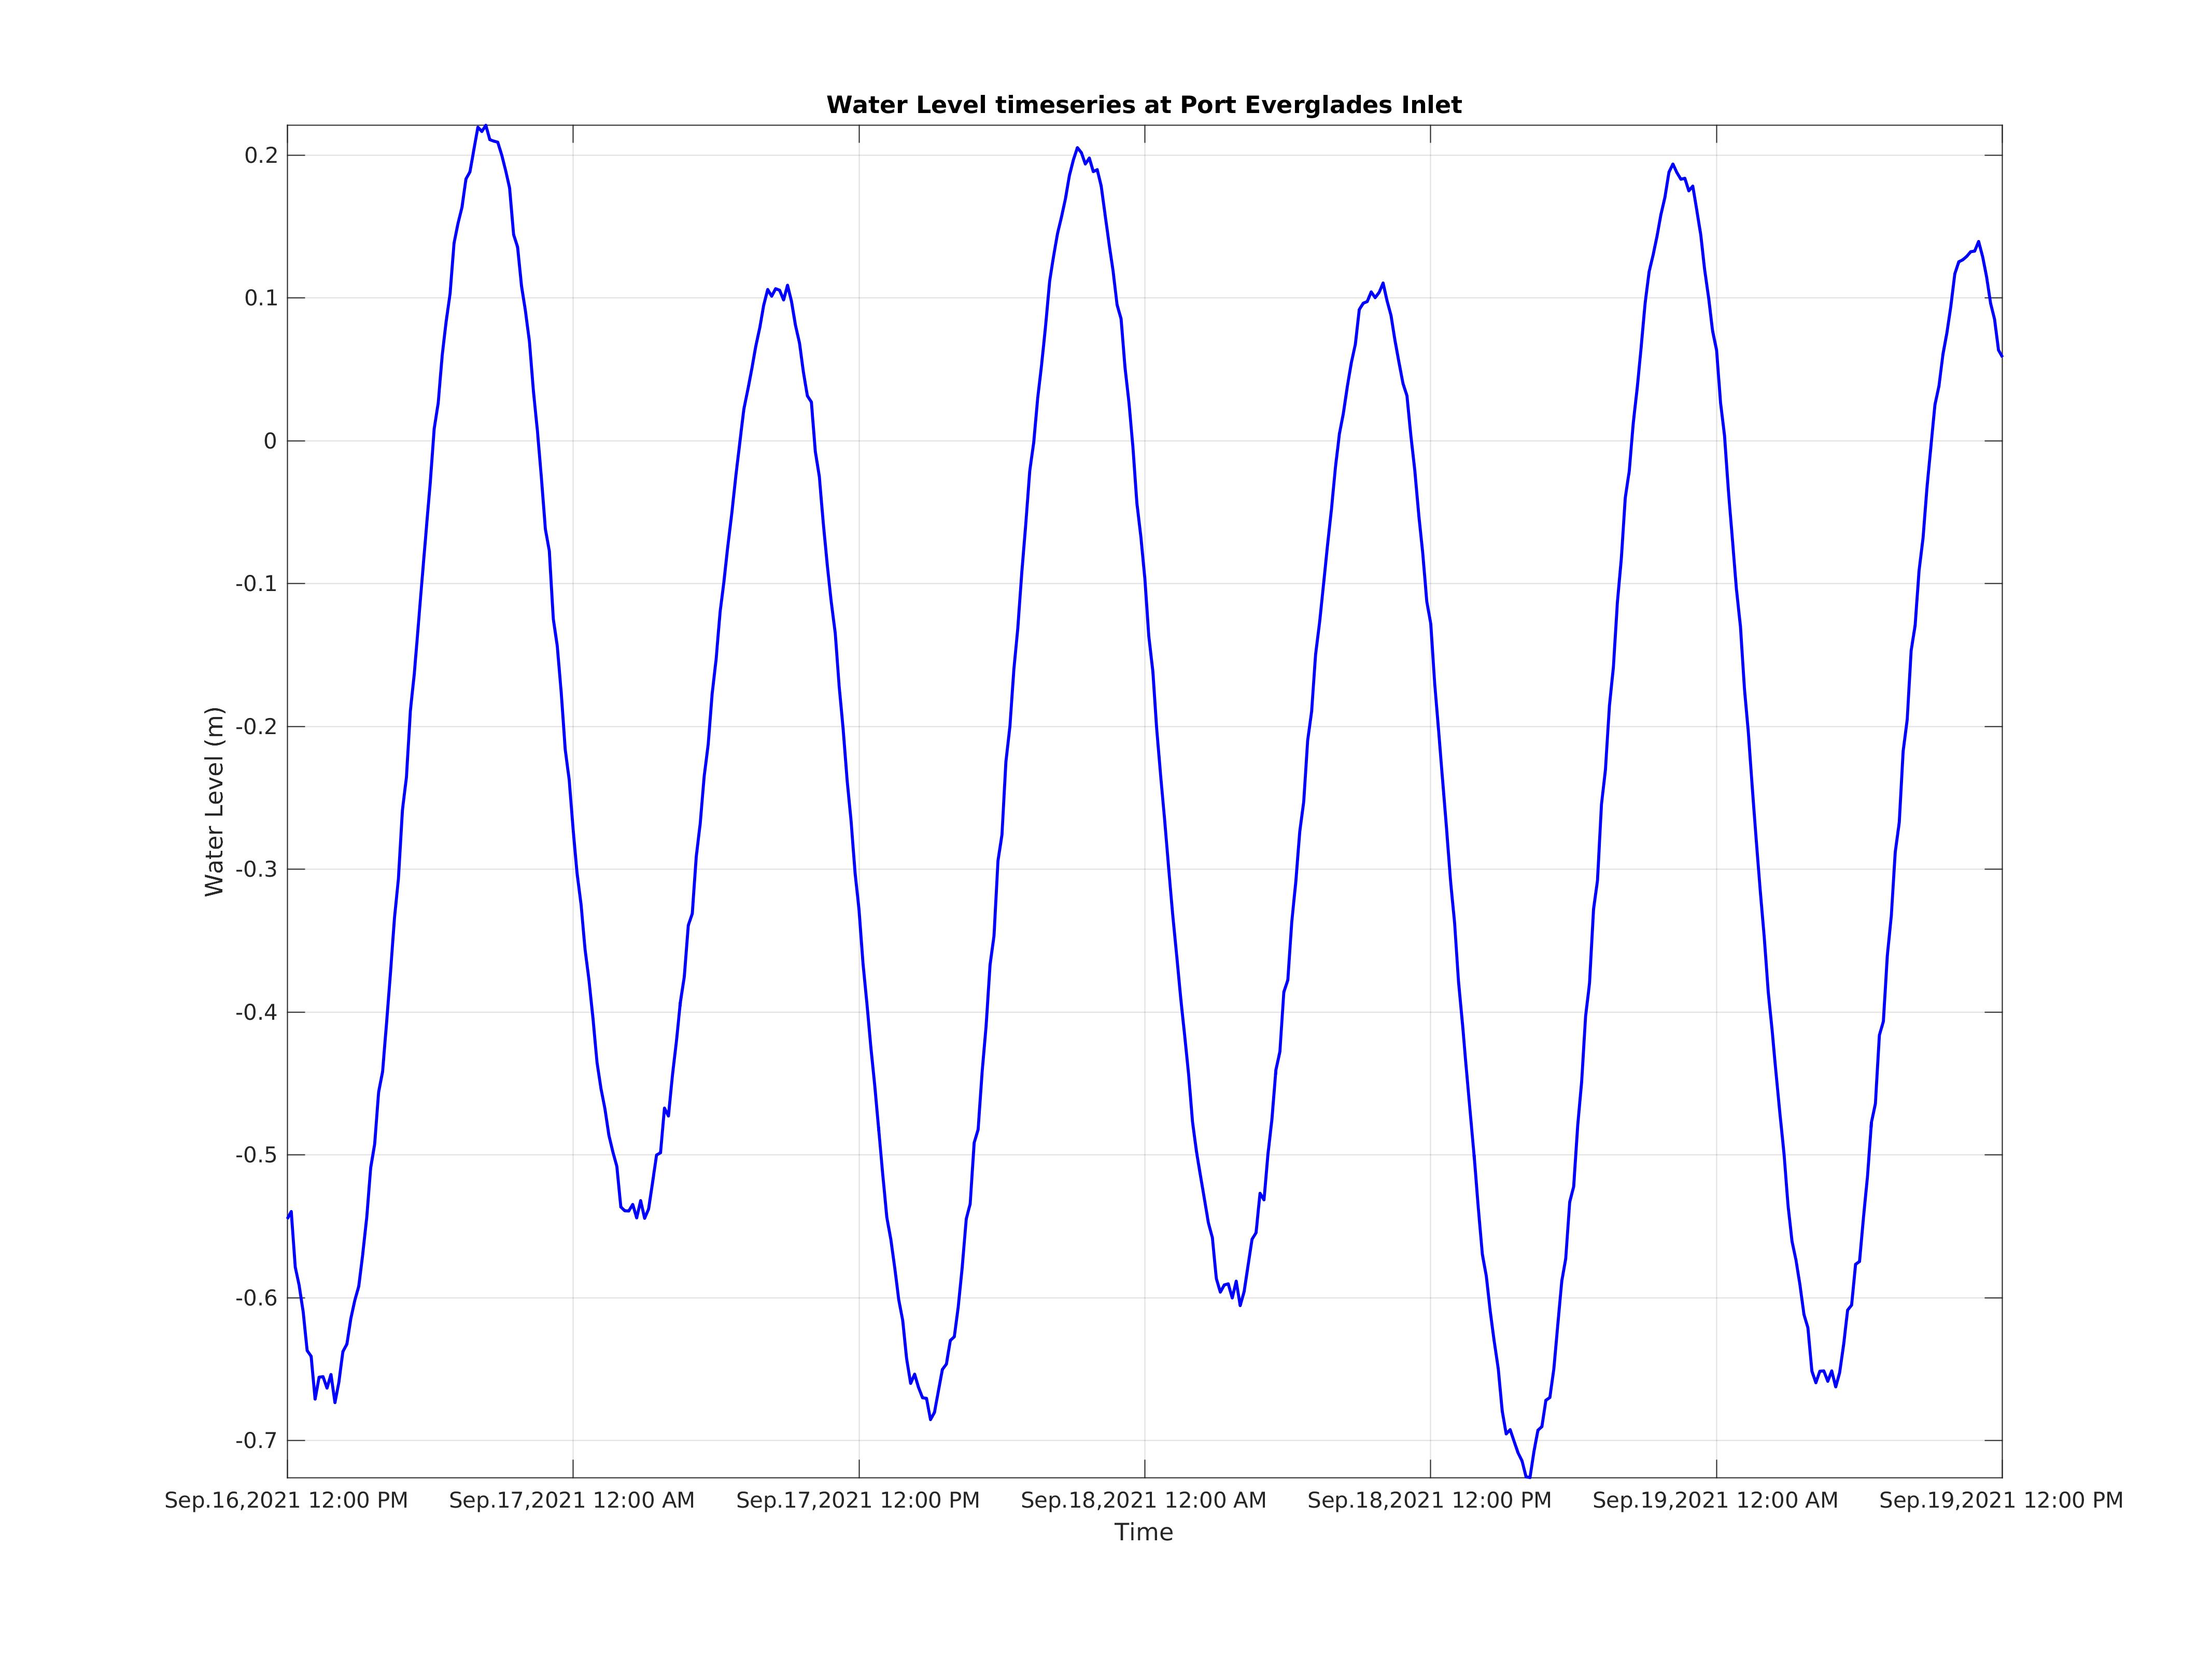 Water Level timeseries at Port Everglades Inlet
0.2
0.1
0
-0.1
-0.2
-0.3
-0.4
-0.5
-0.6
-0.7
Water Level (m)
Sep.16,2021 12:00 PM
Sep.17,2021 12:00 AM
Sep.17,2021 12:00 PM
Sep.18,2021 12:00 AM
Sep.18,2021 12:00 PM
Sep.19,2021 12:00 AM
Sep.19,2021 12:00 PM
Time